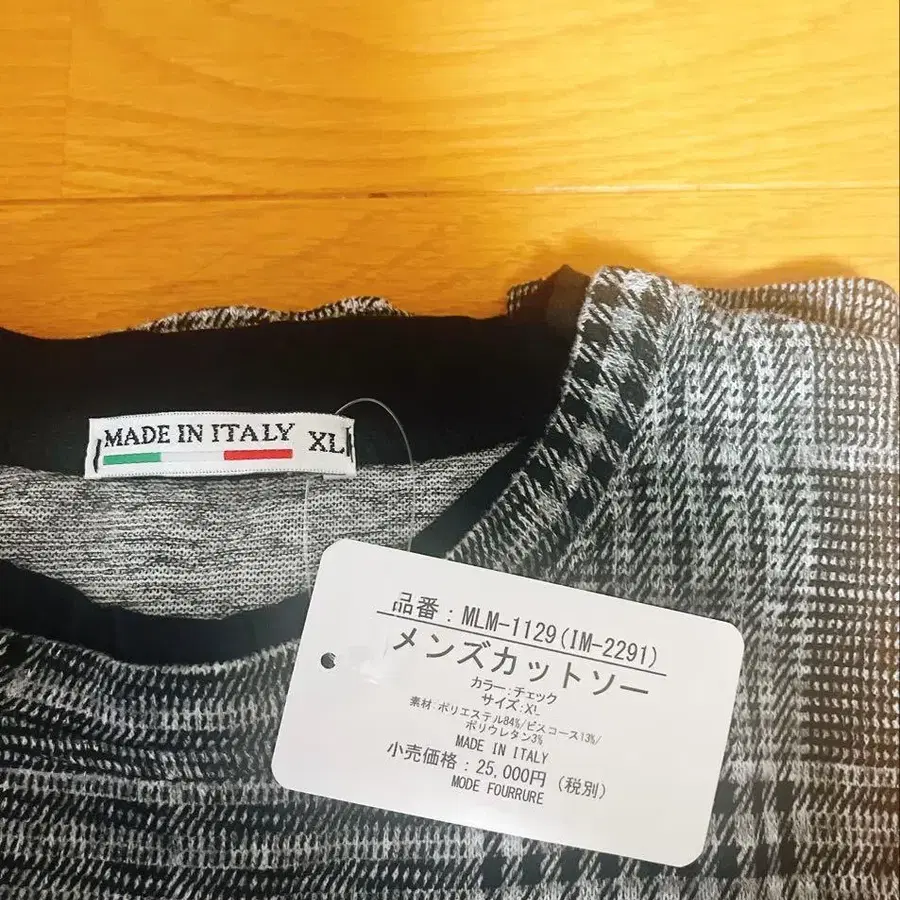 MADE IN ITALY XL
品番：MLM-1129(IM-2291)
メンズカットソー
カラー：チェック
サイズ：XL
素材：ポリエステル84%/ビスコース13%/
ポリウレタン3%
MADE IN ITALY
小売価格：25,000円（税別）
MODE FOURRURE